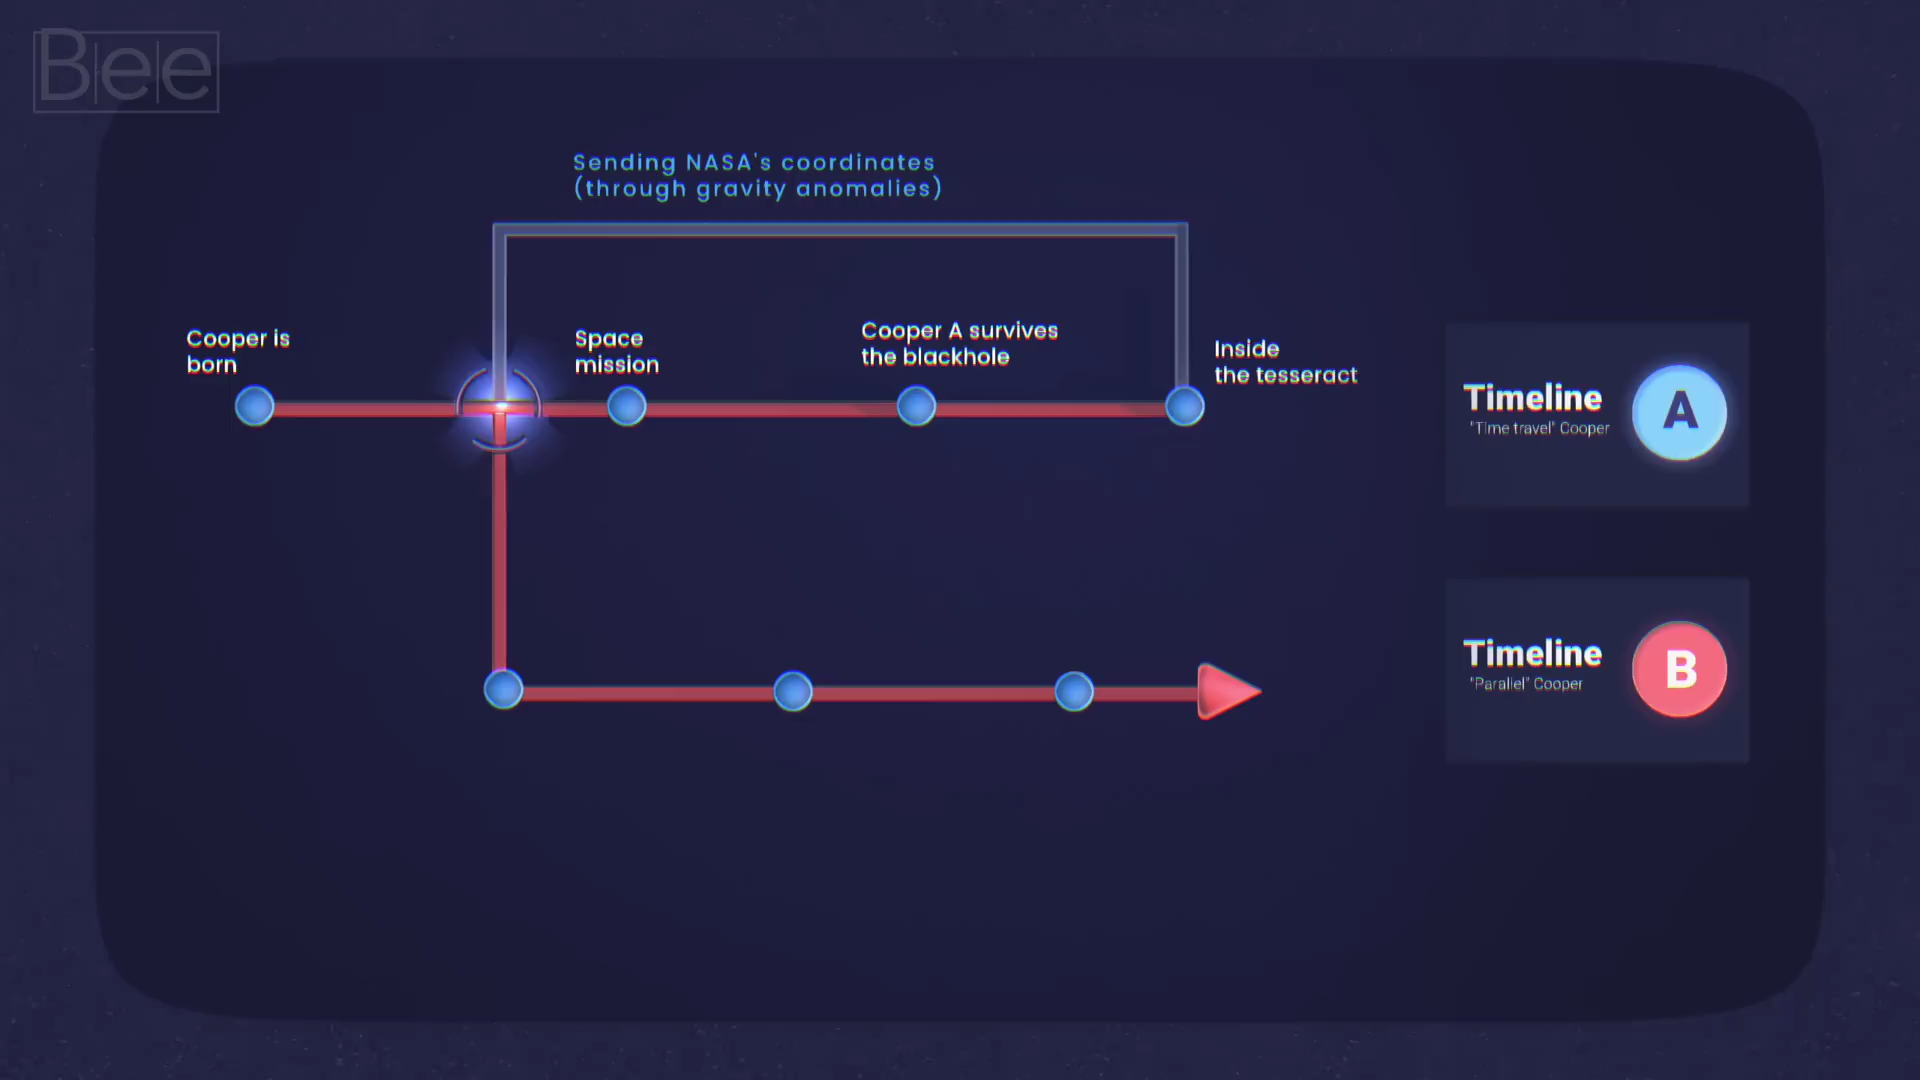 Bee
Sending NASA's coordinates
(through gravity anomalies)
Cooper is
born
Space
mission
Cooper A survives
the blackhole
Inside
the tesseract
Timeline
"Time travel" Cooper
A
Timeline
"Parallel" Cooper
B